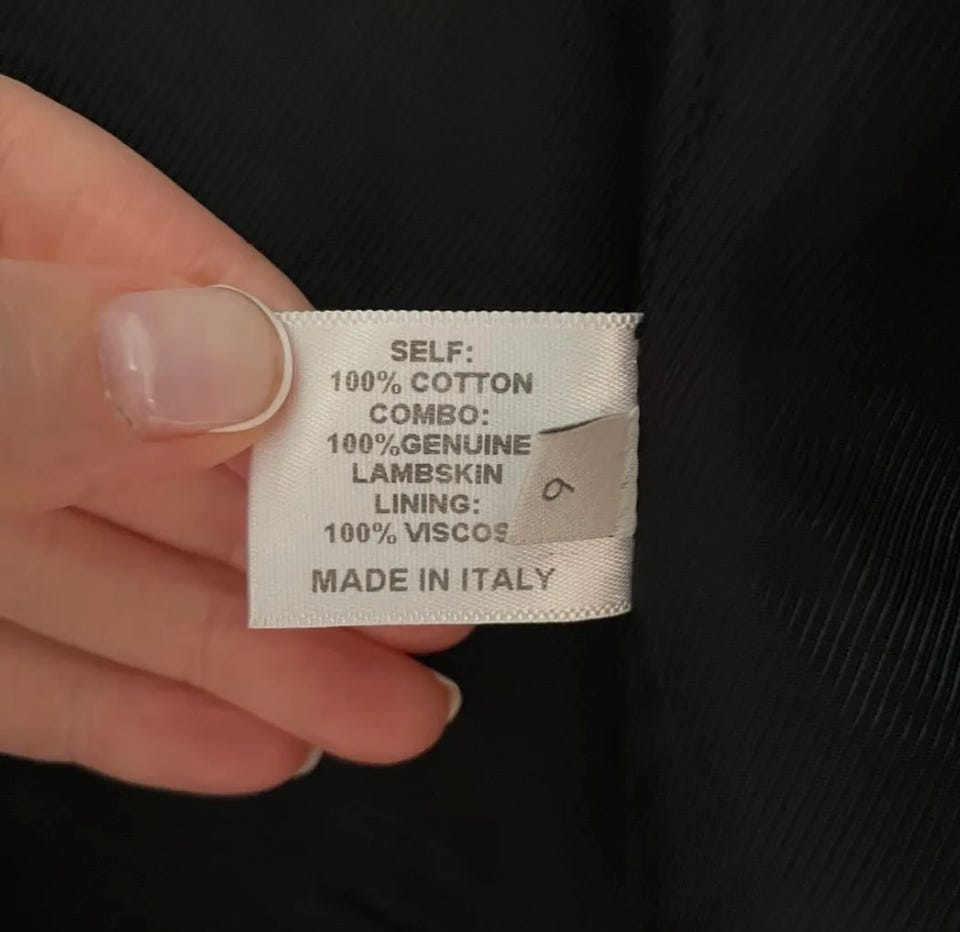 SELF:
100% COTTON
COMBO:
100%GENUINE
LAMBSKIN
LINING:
100% VISCOS
MADE IN ITALY